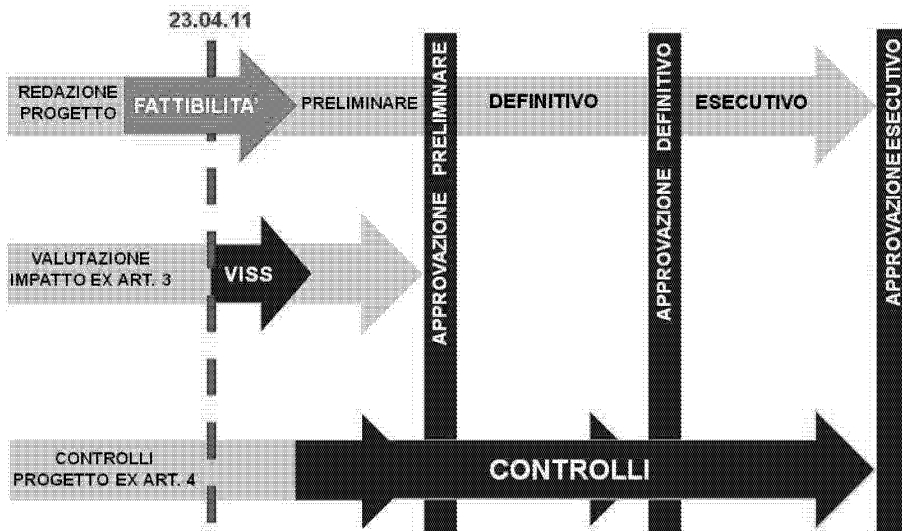 23.04.11
REDAZIONE
PROGETTO
FATTIBILITA'
PRELIMINARE
DEFINITIVO
ESECUTIVO
APPROVAZIONE PRELIMINARE
APPROVAZIONE DEFINITIVO
APPROVAZIONE ESECUTIVO
VALUTAZIONE
IMPATTO EX ART. 3
VISS
CONTROLLI
PROGETTO EX ART. 4
CONTROLLI